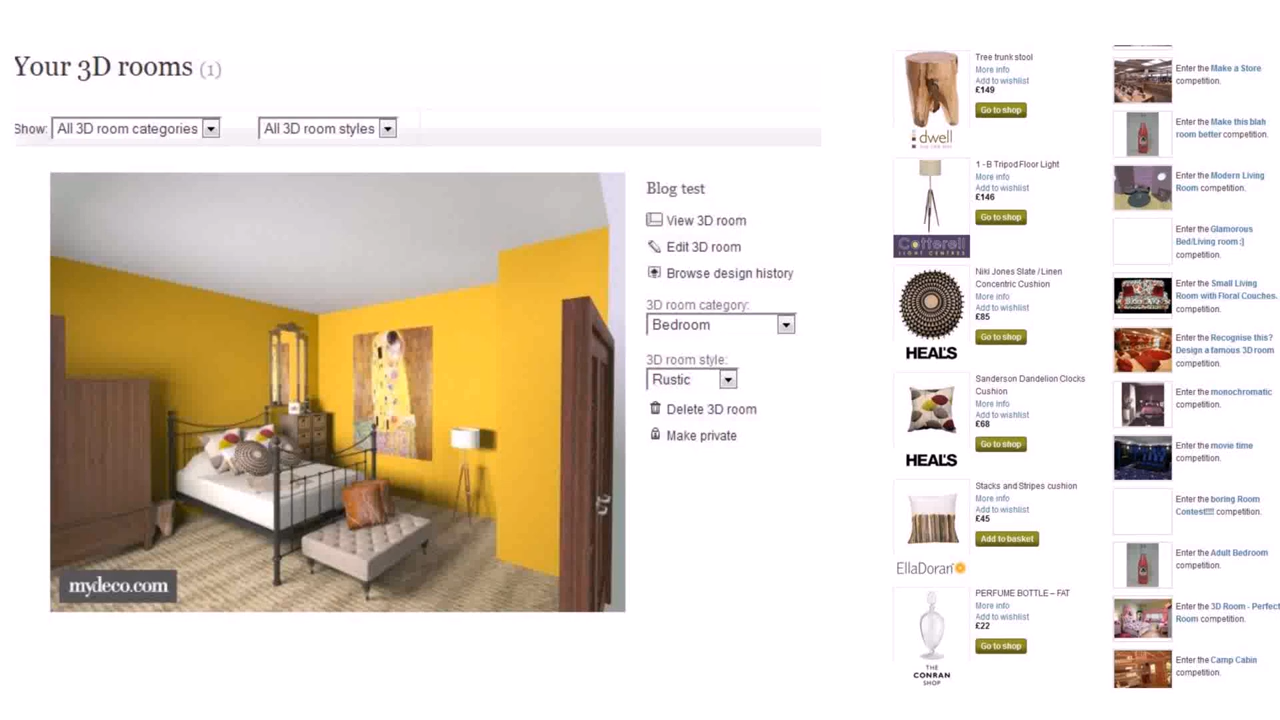 Your 3D rooms (1)
Show: All 3D room categories All 3D room styles
mydeco.com
Blog test
View 3D room
Edit 3D room
Browse design history
3D room category:
Bedroom
3D room style:
Rustic
Delete 3D room
Make private
Tree trunk stool
More info
Add to wishlist
£149
Go to shop
dwell
1 - B Tripod Floor Light
More info
Add to wishlist
£146
Go to shop
Cotterell
LIGHT CENTRES
Niki Jones Slate / Linen
Concentric Cushion
More info
Add to wishlist
£85
Go to shop
HEAL'S
Sanderson Dandelion Clocks
Cushion
More info
Add to wishlist
£68
Go to shop
HEAL'S
Stacks and Stripes cushion
More info
Add to wishlist
£45
Add to basket
EllaDoran
PERFUME BOTTLE – FAT
More info
Add to wishlist
£22
Go to shop
THE
CONRAN
SHOP
Enter the Make a Store
competition.
Enter the Make this blah
room better competition.
Enter the Modern Living
Room competition.
Enter the Glamorous
Bed/Living room :]
competition.
Enter the Small Living
Room with Floral Couches.
competition.
Enter the Recognise this?
Design a famous 3D room
competition.
Enter the monochromatic
competition.
Enter the movie time
competition.
Enter the boring Room
Contest!!!! competition.
Enter the Adult Bedroom
competition.
Enter the 3D Room - Perfect
Room competition.
Enter the Camp Cabin
competition.